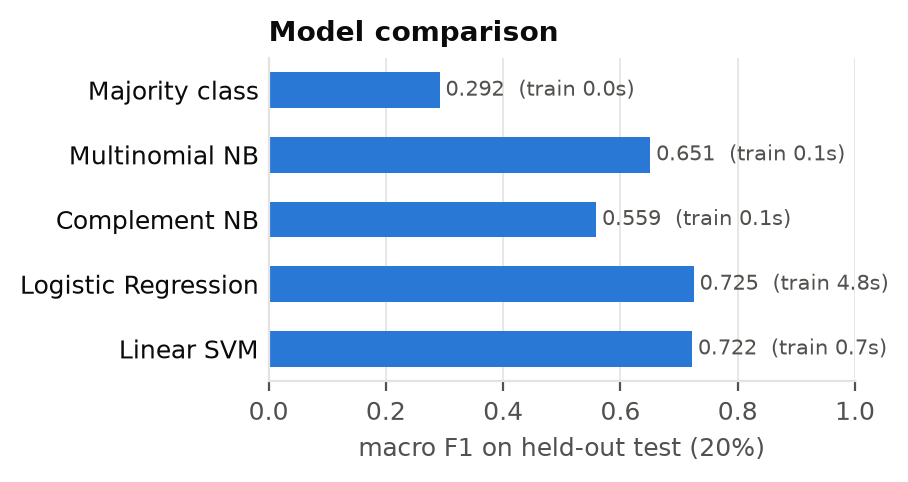 Model comparison
Majority class 0.292 (train 0.0s)
Multinomial NB 0.651 (train 0.1s)
Complement NB 0.559 (train 0.1s)
Logistic Regression 0.725 (train 4.8s)
Linear SVM 0.722 (train 0.7s)
0.0 0.2 0.4 0.6 0.8 1.0
macro F1 on held-out test (20%)